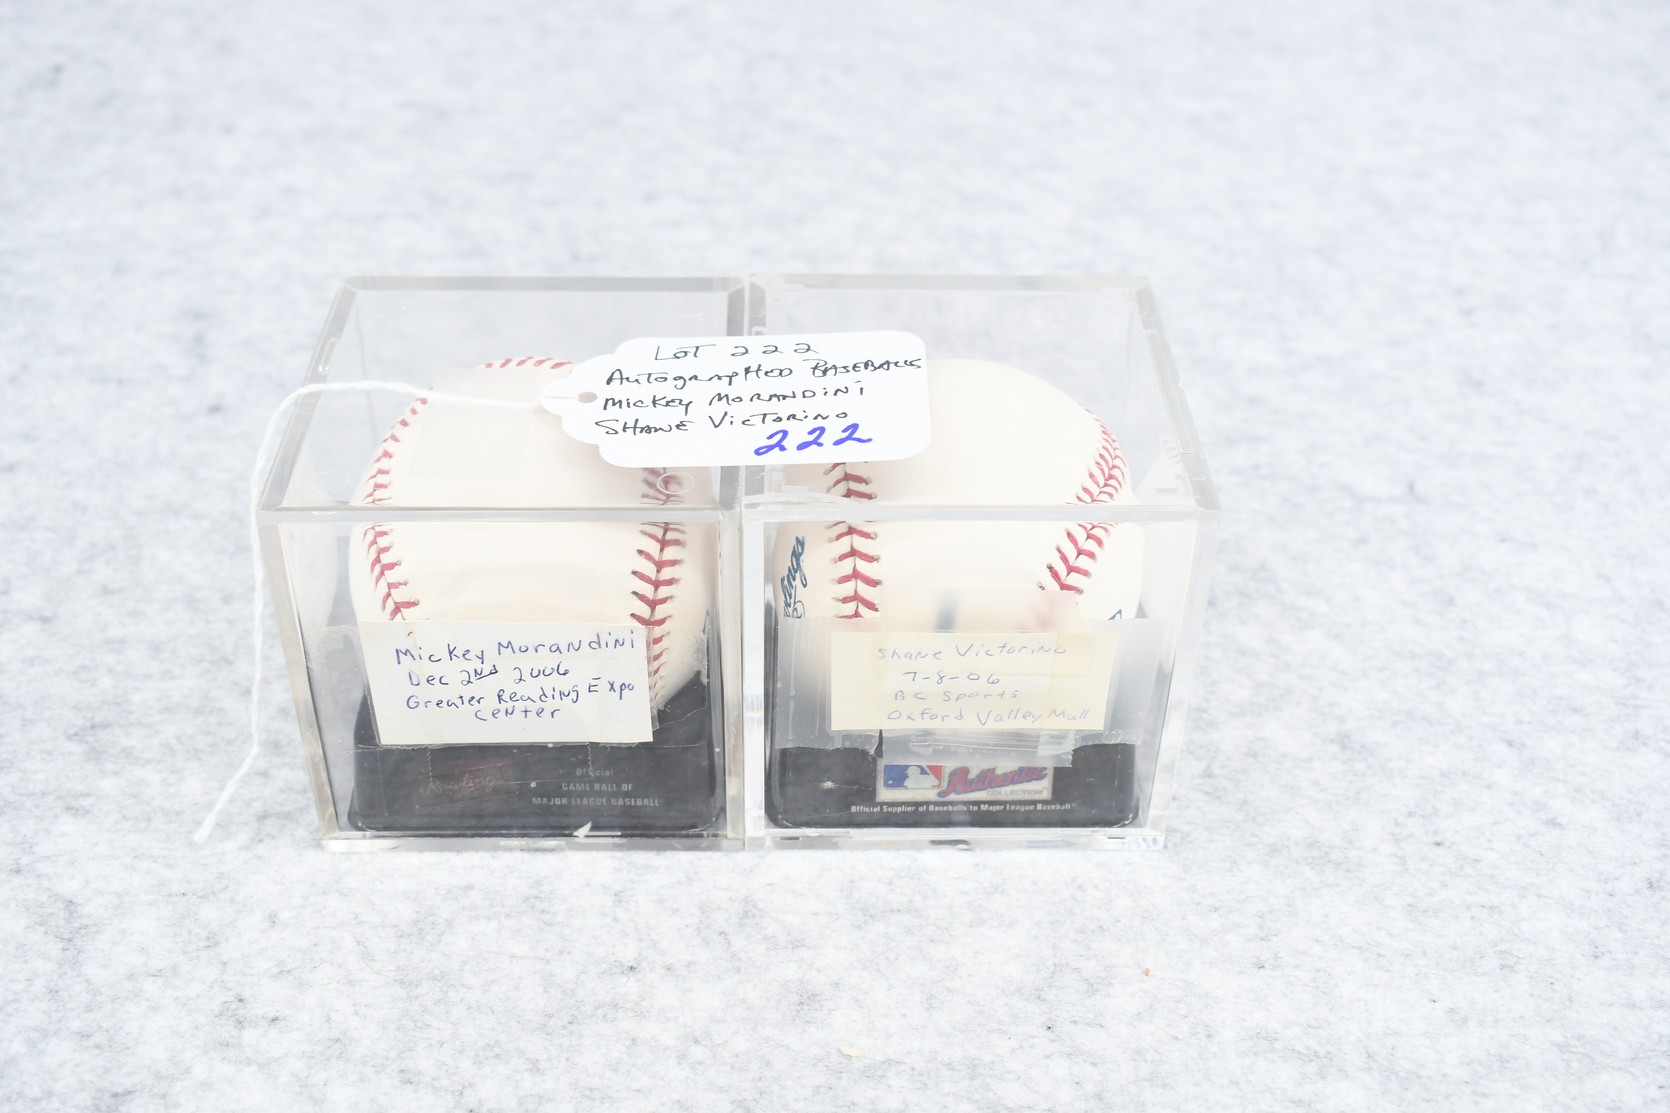 LOT 222
AUTOGRAPHED BASEBALLS
MICKEY MORANDINI
SHANE VICTORINO
222
Mickey Morandini
Dec 2nd 2006
Greater Reading Expo
Center
Rawlings
Official
GAME BALL OF
MAJOR LEAGUE BASEBALL
Shane Victorino
7-8-06
BC Sports
Oxford Valley Mall
Authentic
COLLECTION
Official Supplier of Baseballs to Major League Baseball